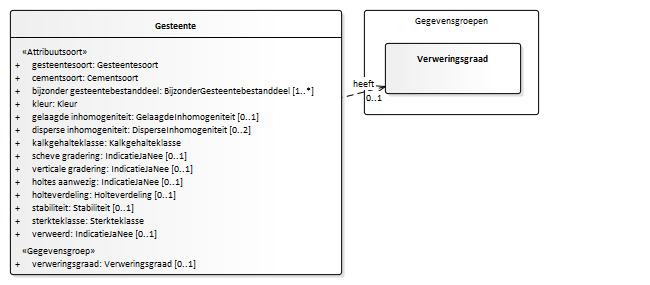 Gesteente
«Attribuutsoort»
+ gesteentesoort: Gesteentesoort
+ cementsoort: Cementsoort
+ bijzonder gesteentebestanddeel: BijzonderGesteentebestanddeel [1..*]
+ kleur: Kleur
+ gelaagde inhomogeniteit: GelaagdeInhomogeniteit [0..1]
+ disperse inhomogeniteit: DisperseInhomogeniteit [0..2]
+ kalkgehalteklasse: Kalkgehalteklasse
+ scheve gradering: IndicatieJaNee [0..1]
+ verticale gradering: IndicatieJaNee [0..1]
+ holtes aanwezig: IndicatieJaNee [0..1]
+ holteverdeling: Holteverdeling [0..1]
+ stabiliteit: Stabiliteit [0..1]
+ sterkteklasse: Sterkteklasse
+ verweerd: IndicatieJaNee [0..1]
«Gegevensgroep»
+ verweringsgraad: Verweringsgraad [0..1]
heeft
0..1
Gegevensgroepen
Verweringsgraad